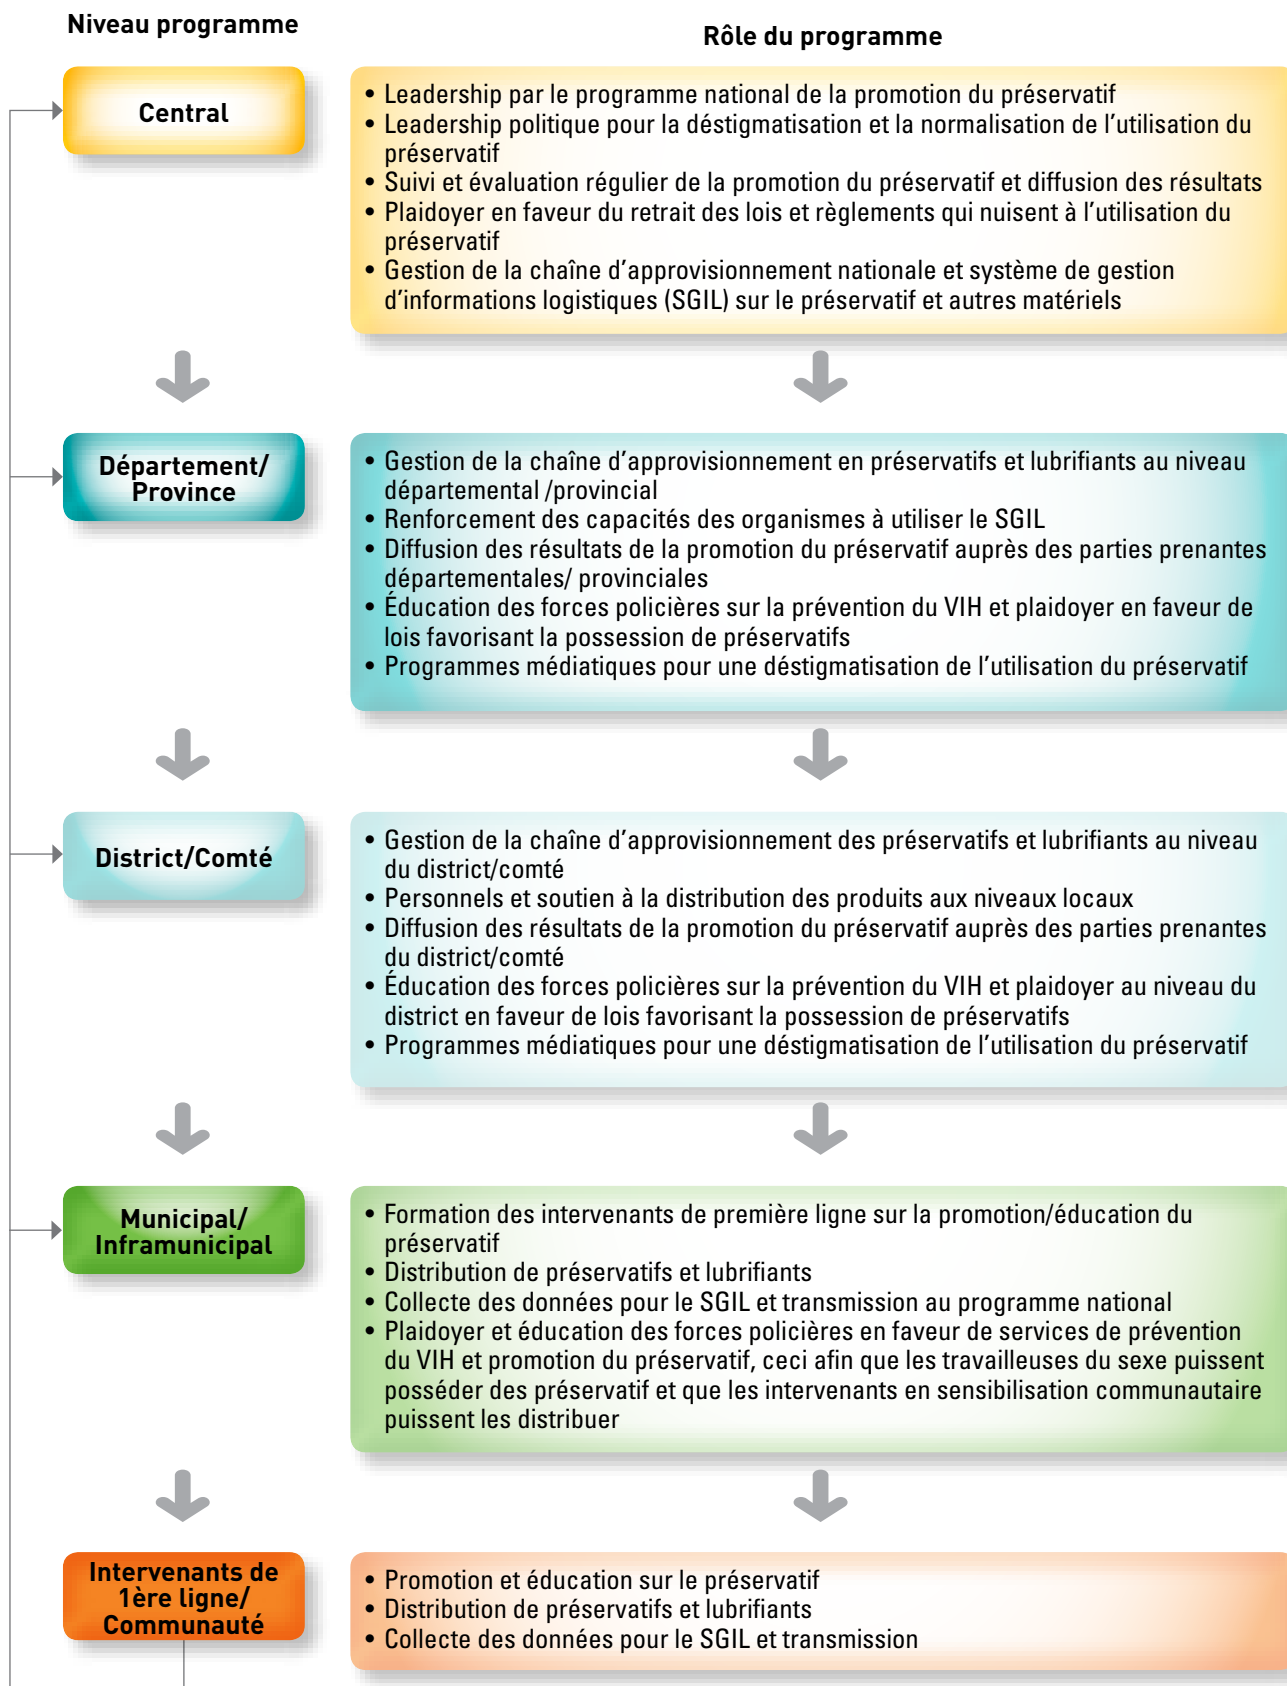 Niveau programme
Rôle du programme
Central
• Leadership par le programme national de la promotion du préservatif
• Leadership politique pour la déstigmatisation et la normalisation de l’utilisation du
préservatif
• Suivi et évaluation régulier de la promotion du préservatif et diffusion des résultats
• Plaidoyer en faveur du retrait des lois et règlements qui nuisent à l’utilisation du
préservatif
• Gestion de la chaîne d’approvisionnement nationale et système de gestion
d’informations logistiques (SGIL) sur le préservatif et autres matériels
Département/
Province
• Gestion de la chaîne d’approvisionnement en préservatifs et lubrifiants au niveau
départemental /provincial
• Renforcement des capacités des organismes à utiliser le SGIL
• Diffusion des résultats de la promotion du préservatif auprès des parties prenantes
départementales/ provinciales
• Éducation des forces policières sur la prévention du VIH et plaidoyer en faveur de
lois favorisant la possession de préservatifs
• Programmes médiatiques pour une déstigmatisation de l’utilisation du préservatif
District/Comté
• Gestion de la chaîne d’approvisionnement des préservatifs et lubrifiants au niveau
du district/comté
• Personnels et soutien à la distribution des produits aux niveaux locaux
• Diffusion des résultats de la promotion du préservatif auprès des parties prenantes
du district/comté
• Éducation des forces policières sur la prévention du VIH et plaidoyer au niveau du
district en faveur de lois favorisant la possession de préservatifs
• Programmes médiatiques pour une déstigmatisation de l’utilisation du préservatif
Municipal/
Inframunicipal
• Formation des intervenants de première ligne sur la promotion/éducation du
préservatif
• Distribution de préservatifs et lubrifiants
• Collecte des données pour le SGIL et transmission au programme national
• Plaidoyer et éducation des forces policières en faveur de services de prévention
du VIH et promotion du préservatif, ceci afin que les travailleuses du sexe puissent
posséder des préservatif et que les intervenants en sensibilisation communautaire
puissent les distribuer
Intervenants de
1ère ligne/
Communauté
• Promotion et éducation sur le préservatif
• Distribution de préservatifs et lubrifiants
• Collecte des données pour le SGIL et transmission